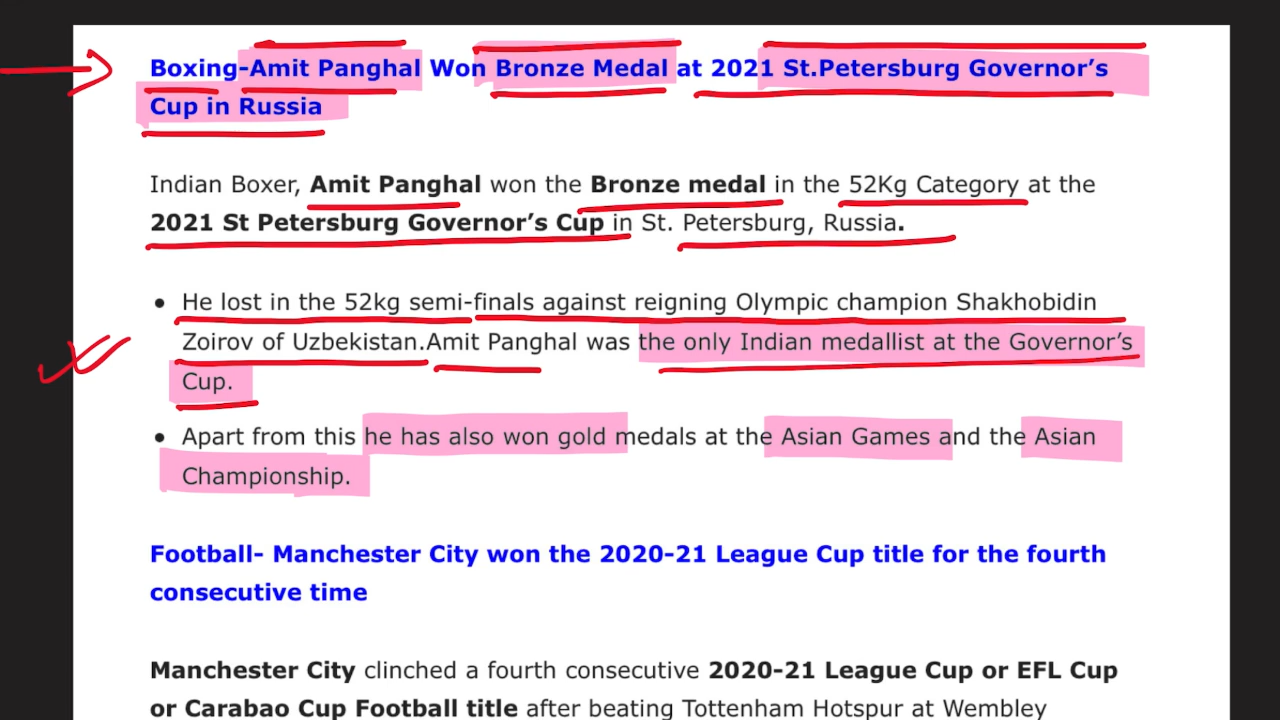 Boxing-Amit Panghal Won Bronze Medal at 2021 St.Petersburg Governor’s
Cup in Russia
Indian Boxer, Amit Panghal won the Bronze medal in the 52Kg Category at the
2021 St Petersburg Governor’s Cup in St. Petersburg, Russia.
• He lost in the 52kg semi-finals against reigning Olympic champion Shakhobidin
Zoirov of Uzbekistan.Amit Panghal was the only Indian medallist at the Governor’s
Cup.
• Apart from this he has also won gold medals at the Asian Games and the Asian
Championship.
Football- Manchester City won the 2020-21 League Cup title for the fourth
consecutive time
Manchester City clinched a fourth consecutive 2020-21 League Cup or EFL Cup
or Carabao Cup Football title after beating Tottenham Hotspur at Wembley